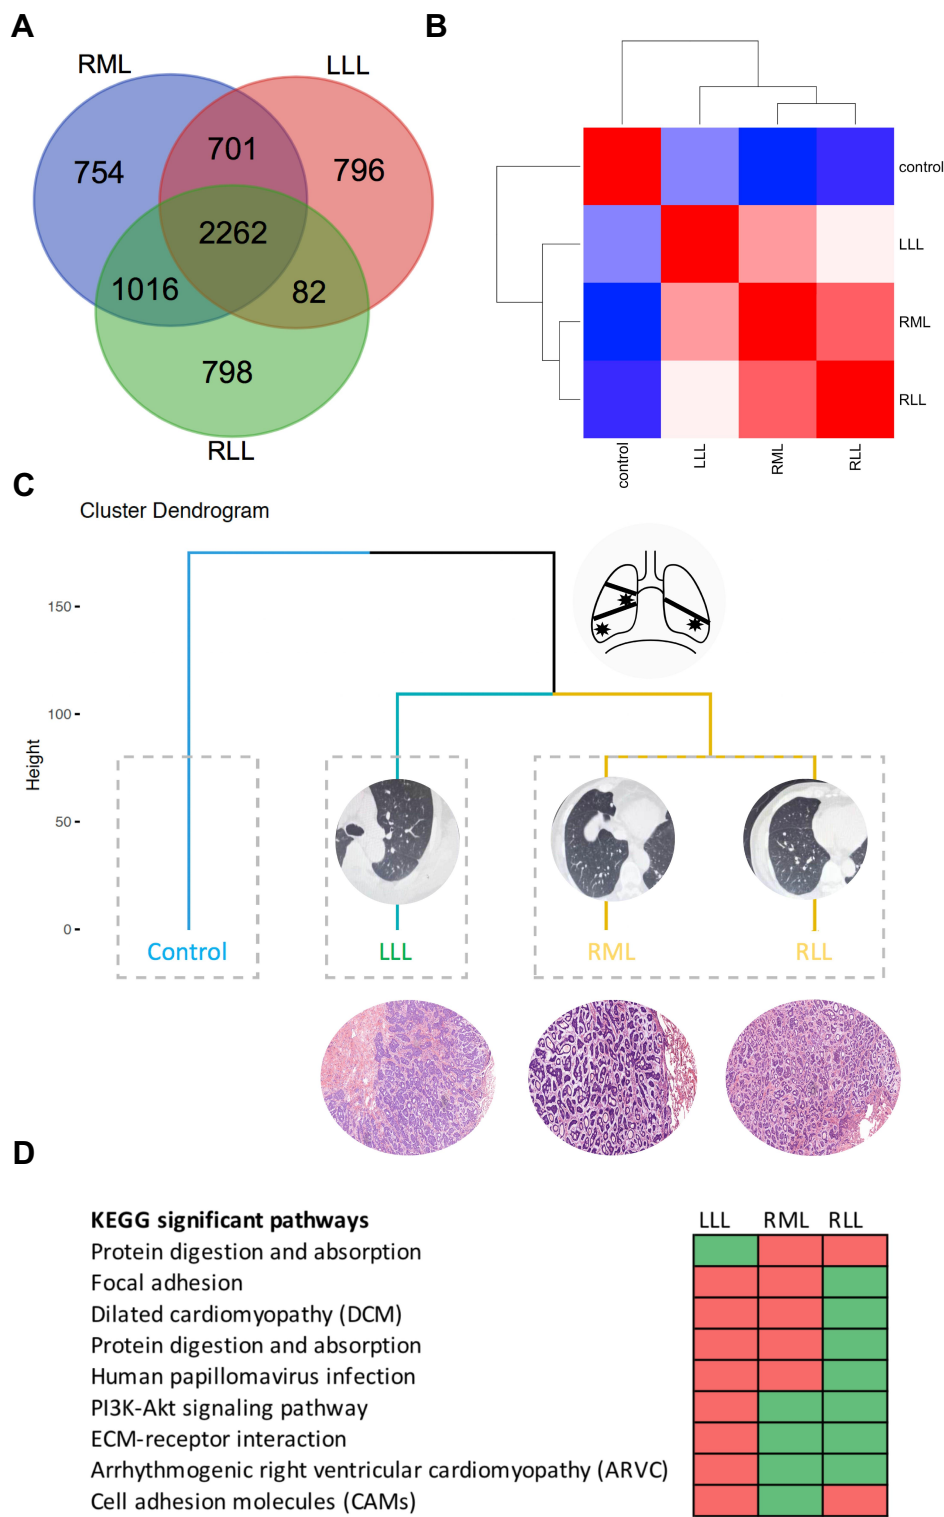 A
RML
LLL
754
701
796
2262
1016
82
798
RLL
B
control
LLL
RML
RLL
control
LLL
RML
RLL
C
Cluster Dendrogram
150
100
50
0
Height
Control
LLL
RML
RLL
D
KEGG significant pathways LLL RML RLL
Protein digestion and absorption
Focal adhesion
Dilated cardiomyopathy (DCM)
Protein digestion and absorption
Human papillomavirus infection
PI3K-Akt signaling pathway
ECM-receptor interaction
Arrhythmogenic right ventricular cardiomyopathy (ARVC)
Cell adhesion molecules (CAMs)